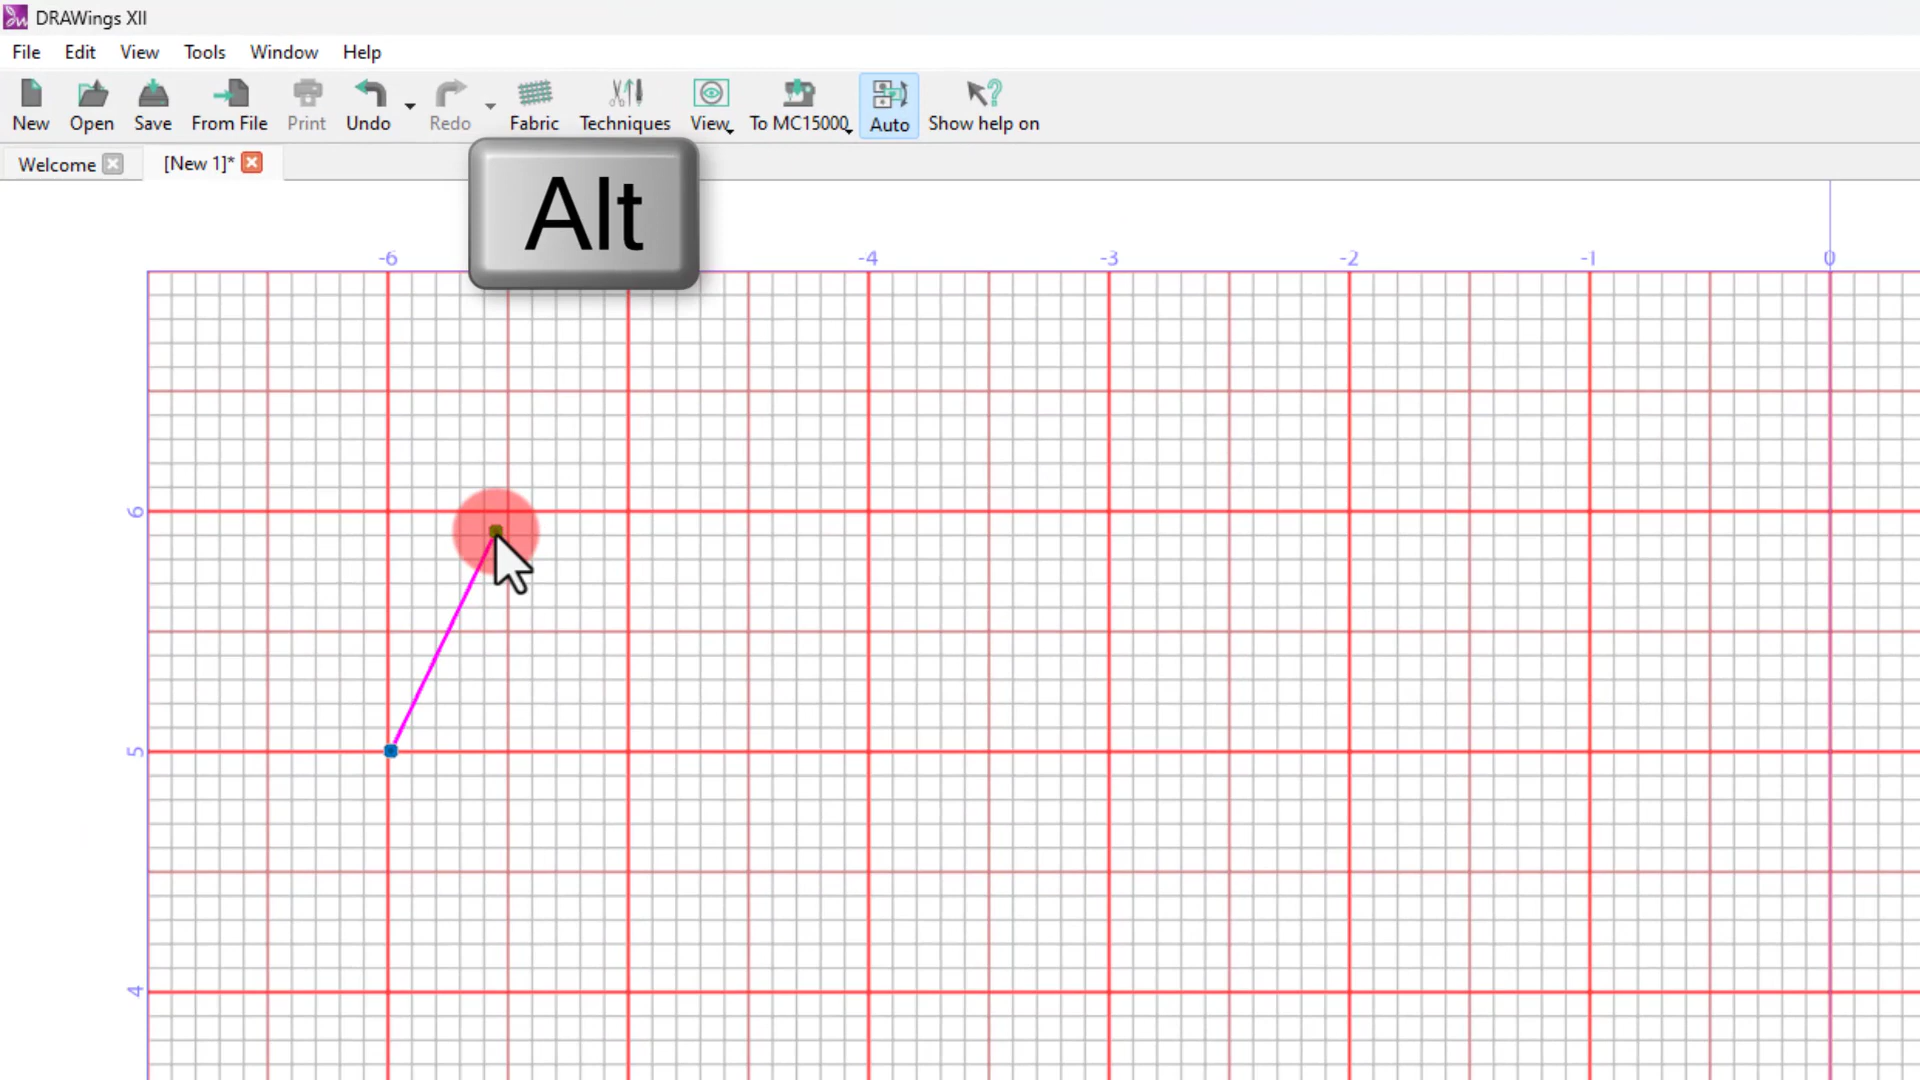 DRAWings XII
File Edit View Tools Window Help
New Open Save From File Print Undo Redo Fabric Techniques View To MC15000 Auto Show help on
Welcome [New 1]*
Alt
-6 -4 -3 -2 -1 0
6
5
4